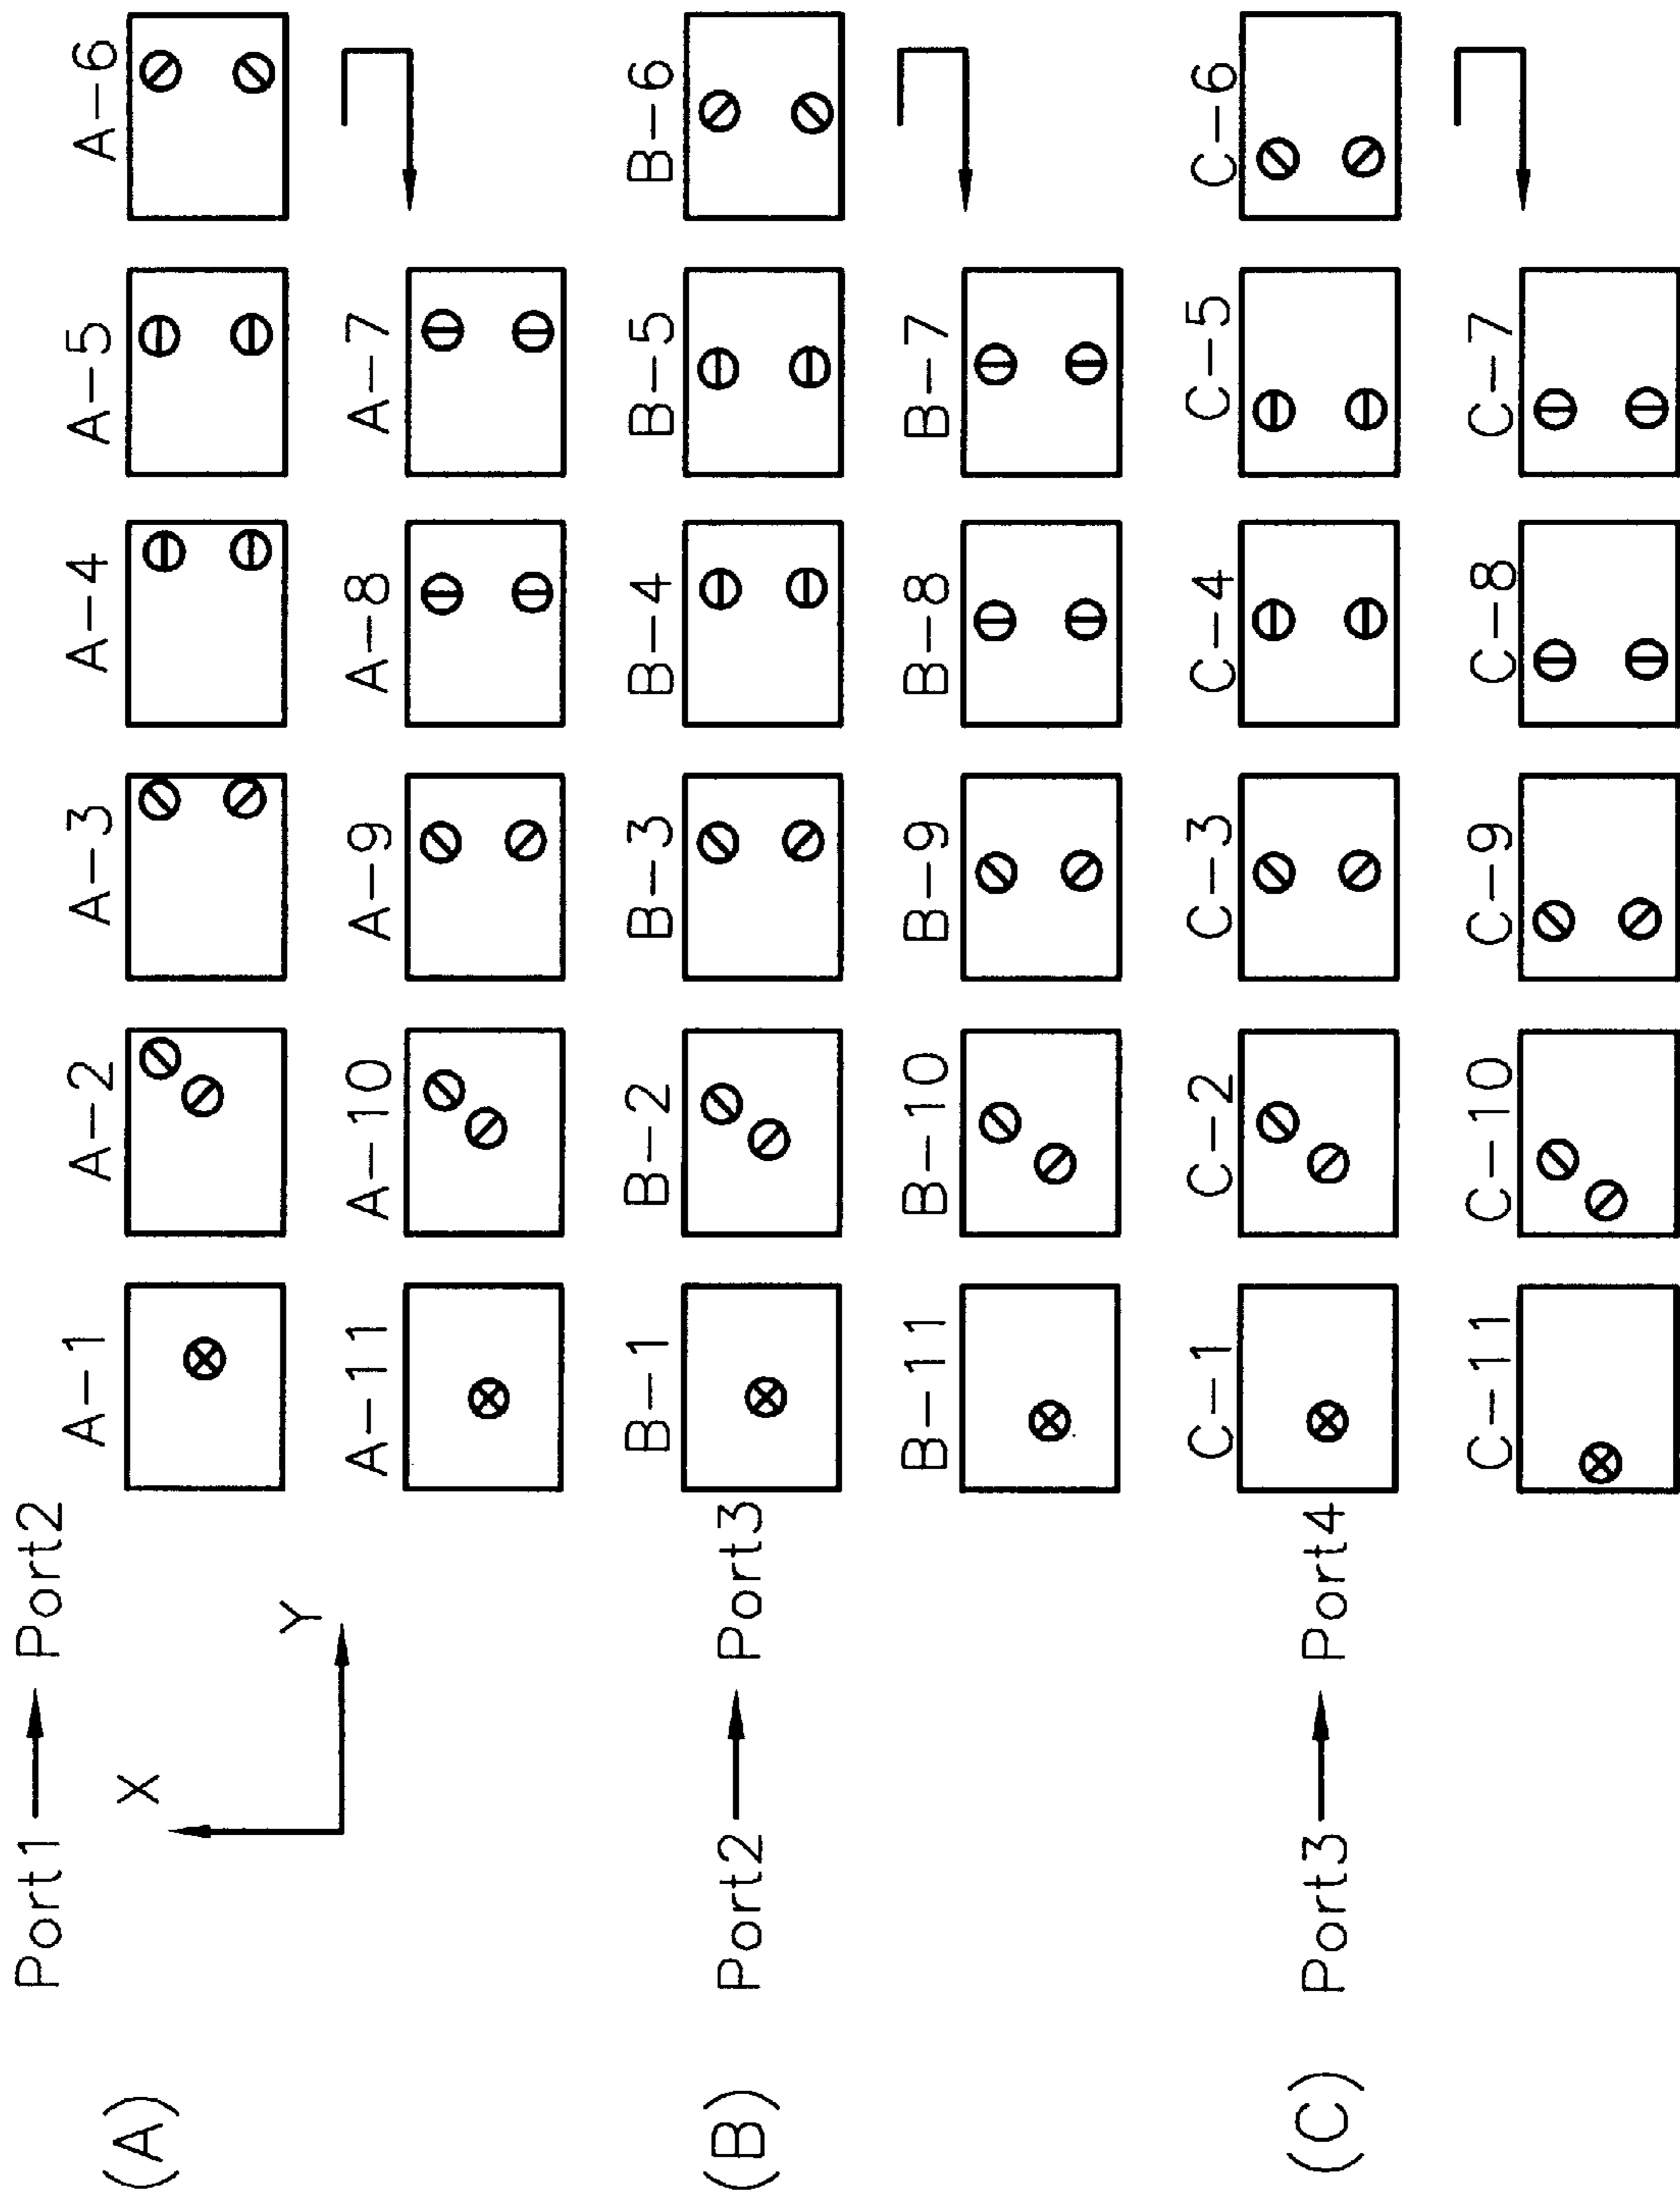 Port1 → Port2
(A)
X
Y
A-1 A-2 A-3 A-4 A-5 A-6
A-11 A-10 A-9 A-8 A-7
(B)
Port2 → Port3
B-1 B-2 B-3 B-4 B-5 B-6
B-11 B-10 B-9 B-8 B-7
(C)
Port3 → Port4
C-1 C-2 C-3 C-4 C-5 C-6
C-11 C-10 C-9 C-8 C-7